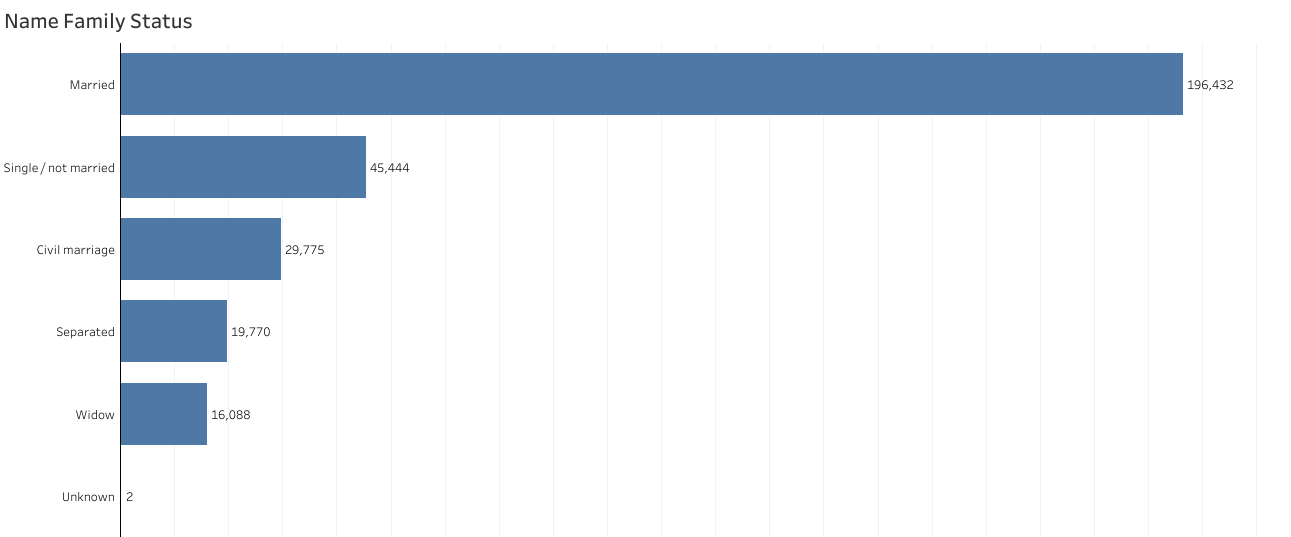 Name Family Status
Married 196,432
Single / not married 45,444
Civil marriage 29,775
Separated 19,770
Widow 16,088
Unknown 2